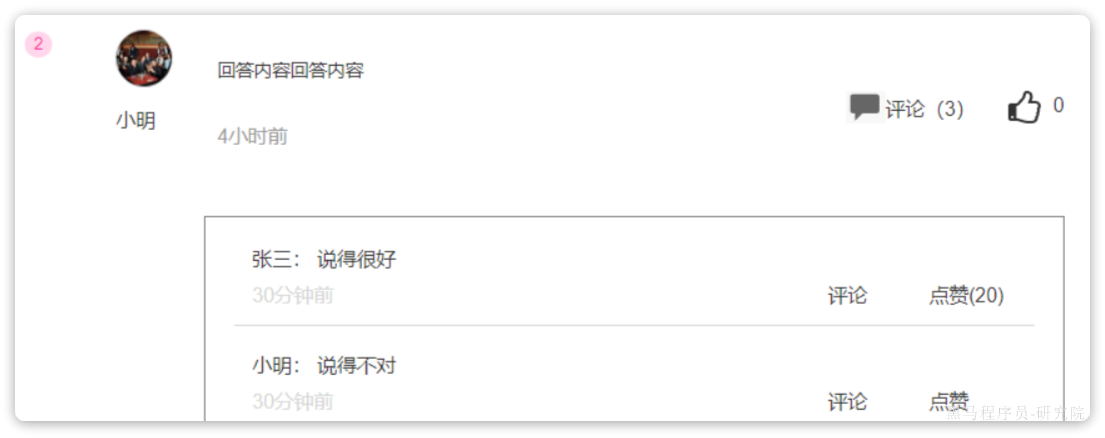 2
回答内容回答内容
评论（3）
0
小明
4小时前
张三： 说得很好
30分钟前
评论
点赞(20)
小明： 说得不对
30分钟前
评论
点赞
黑马程序员-研究院